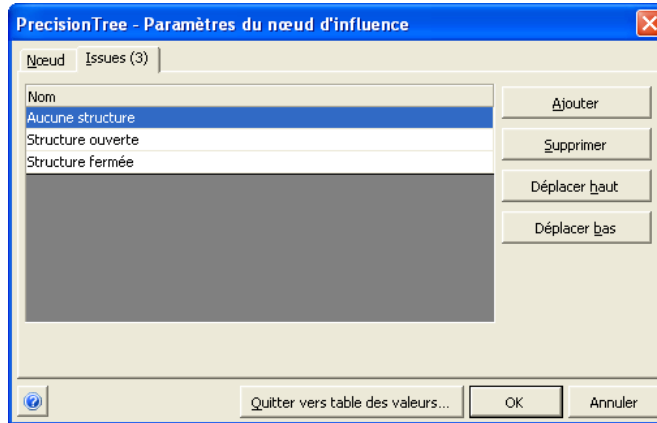 PrecisionTree - Paramètres du nœud d'influence
Nœud Issues (3)
Nom
Aucune structure
Structure ouverte
Structure fermée
Ajouter
Supprimer
Déplacer haut
Déplacer bas
Quitter vers table des valeurs... OK Annuler